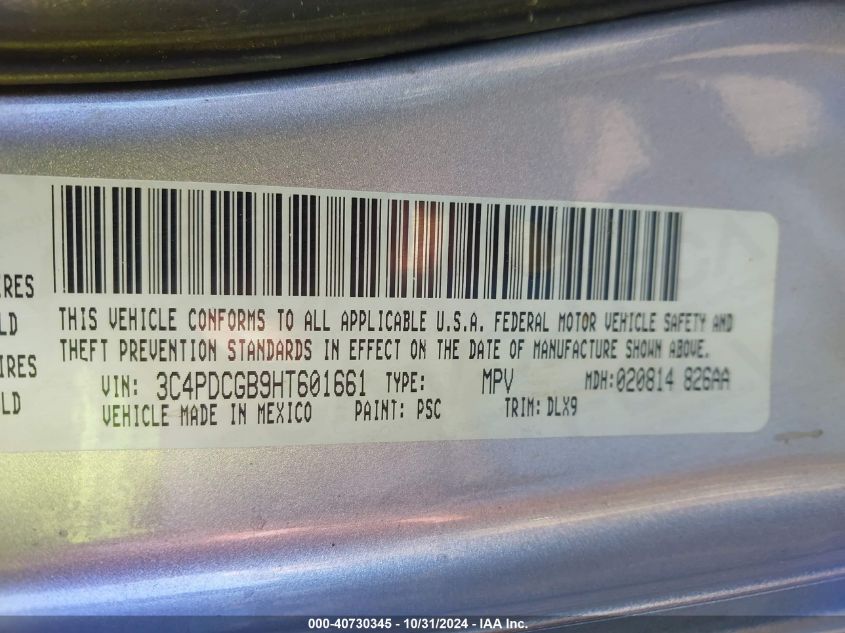 THIS VEHICLE CONFORMS TO ALL APPLICABLE U.S.A. FEDERAL MOTOR VEHICLE SAFETY AND
THEFT PREVENTION STANDARDS IN EFFECT ON THE DATE OF MANUFACTURE SHOWN ABOVE.
VIN: 3C4PDCGB9HT601661 TYPE: MPV MDH:020814 826AA
VEHICLE MADE IN MEXICO PAINT: PSC TRIM: DLX9
IRES
LD
IRES
LD
000-40730345 - 10/31/2024 - IAA Inc.